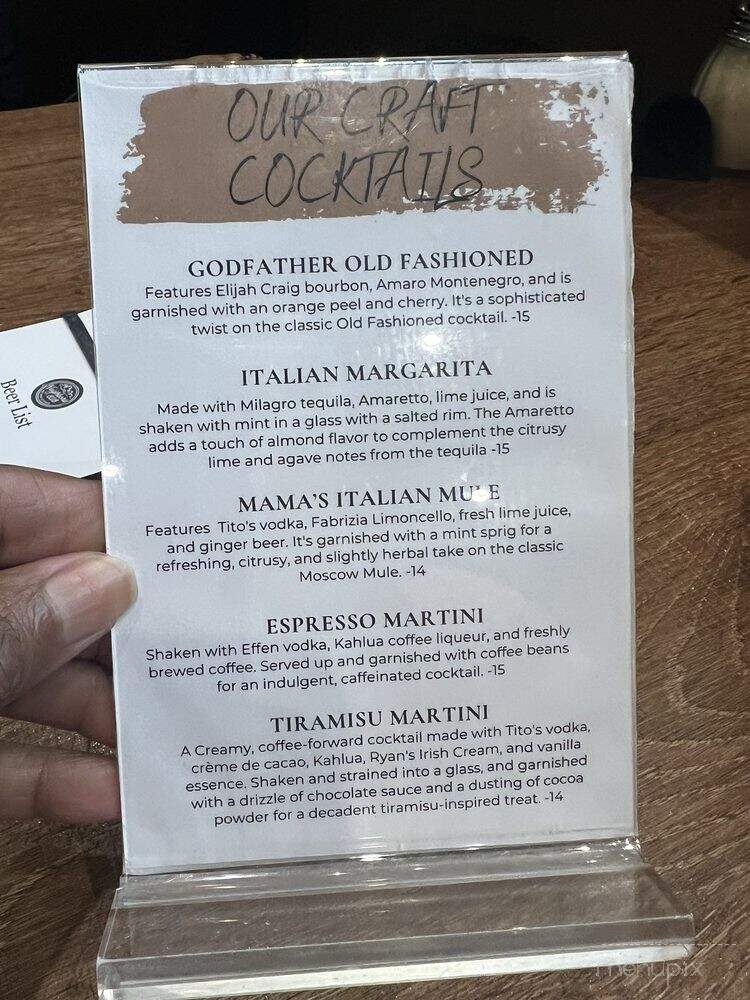 OUR CRAFT
COCKTAILS
GODFATHER OLD FASHIONED
Features Elijah Craig bourbon, Amaro Montenegro, and is
garnished with an orange peel and cherry. It's a sophisticated
twist on the classic Old Fashioned cocktail. -15
ITALIAN MARGARITA
Made with Milagro tequila, Amaretto, lime juice, and is
shaken with mint in a glass with a salted rim. The Amaretto
adds a touch of almond flavor to complement the citrusy
lime and agave notes from the tequila -15
MAMA'S ITALIAN MULE
Features Tito's vodka, Fabrizia Limoncello, fresh lime juice,
and ginger beer. It's garnished with a mint sprig for a
refreshing, citrusy, and slightly herbal take on the classic
Moscow Mule. -14
ESPRESSO MARTINI
Shaken with Effen vodka, Kahlua coffee liqueur, and freshly
brewed coffee. Served up and garnished with coffee beans
for an indulgent, caffeinated cocktail. -15
TIRAMISU MARTINI
A Creamy, coffee-forward cocktail made with Tito's vodka,
crème de cacao, Kahlua, Ryan's Irish Cream, and vanilla
essence. Shaken and strained into a glass, and garnished
with a drizzle of chocolate sauce and a dusting of cocoa
powder for a decadent tiramisu-inspired treat. -14
Beer List
menupix